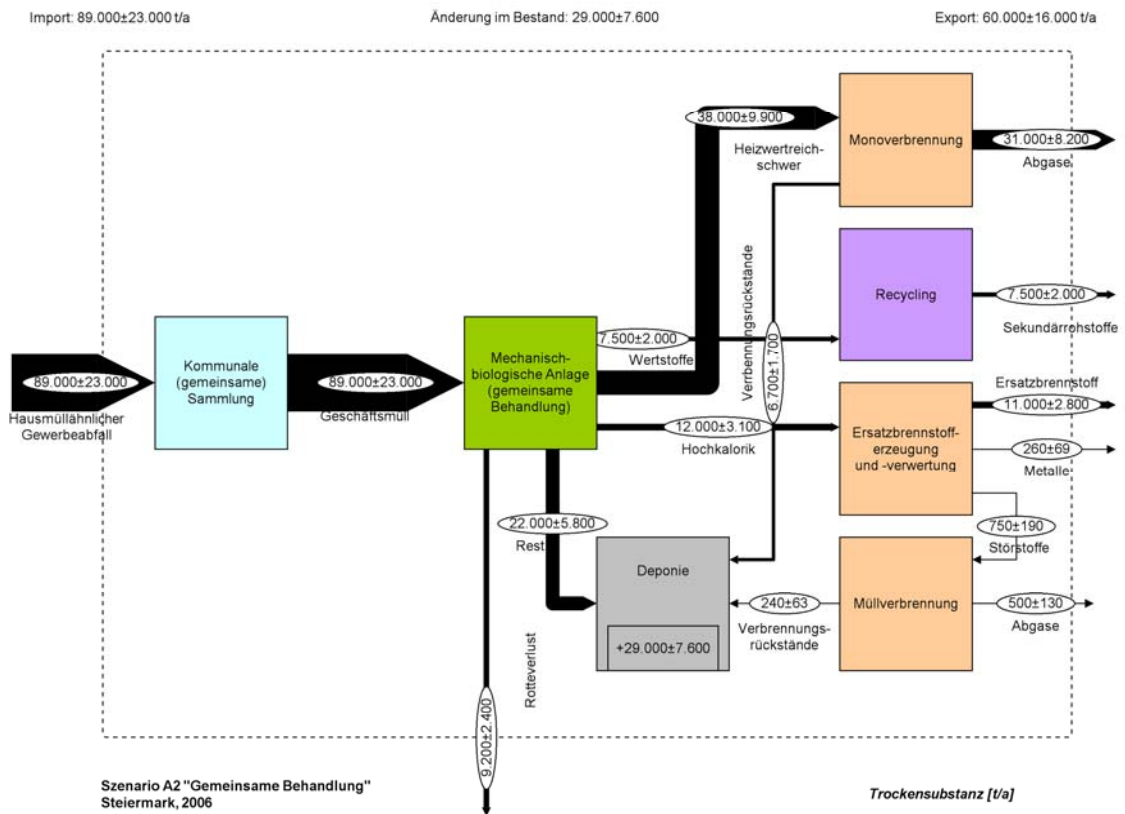 Import: 89.000±23.000 t/a
Änderung im Bestand: 29.000±7.600
Export: 60.000±16.000 t/a
38.000±9.900
Heizwertreich-
schwer
Monoverbrennung
31.000±8.200
Abgase
Verrbennungsrückstände
6.700±1.700
Recycling
7.500±2.000
Sekundärrohstoffe
89.000±23.000
Hausmüllähnlicher
Gewerbeabfall
Kommunale
(gemeinsame)
Sammlung
89.000±23.000
Geschäftsmüll
Mechanisch-
biologische Anlage
(gemeinsame
Behandlung)
7.500±2.000
Wertstoffe
12.000±3.100
Hochkalorik
Ersatzbrennstoff-
erzeugung
und -verwertung
Ersatzbrennstoff
11.000±2.800
260±69
Metalle
750±190
Störstoffe
22.000±5.800
Rest
Deponie
+29.000±7.600
240±63
Verbrennungs-
rückstände
Müllverbrennung
500±130
Abgase
Rotteverlust
9.200±2.400
Szenario A2 "Gemeinsame Behandlung"
Steiermark, 2006
Trockensubstanz [t/a]